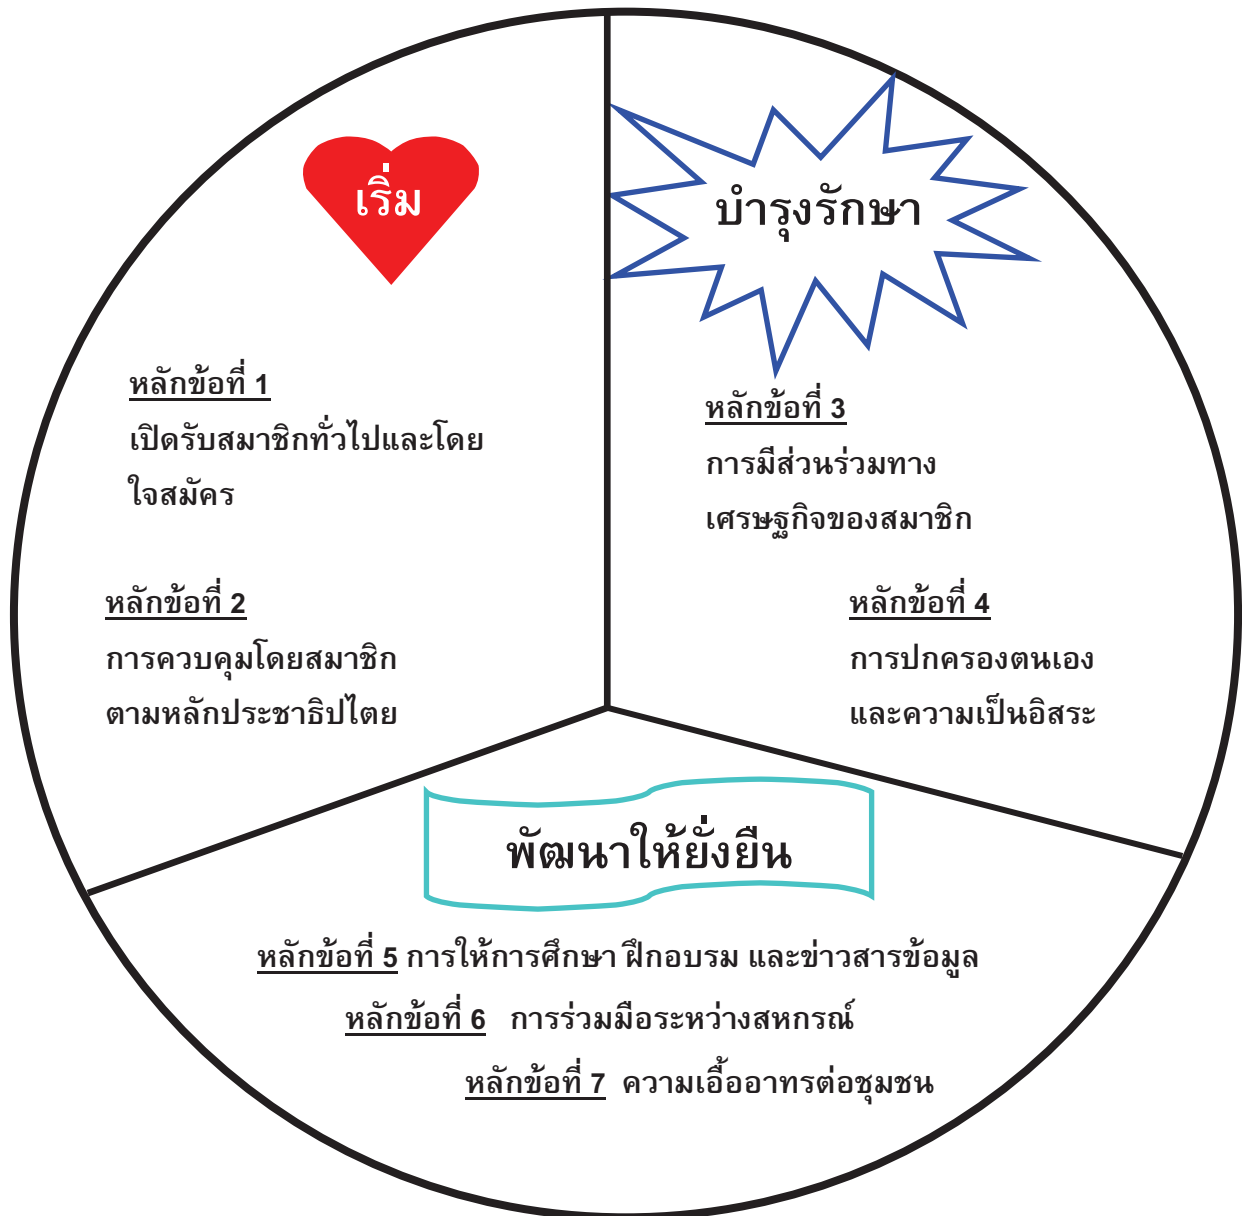 เริ่ม
หลักข้อที่ 1
เปิดรับสมาชิกทั่วไปและโดย
ใจสมัคร
หลักข้อที่ 2
การควบคุมโดยสมาชิก
ตามหลักประชาธิปไตย
บำรุงรักษา
หลักข้อที่ 3
การมีส่วนร่วมทาง
เศรษฐกิจของสมาชิก
หลักข้อที่ 4
การปกครองตนเอง
และความเป็นอิสระ
พัฒนาให้ยั่งยืน
หลักข้อที่ 5 การให้การศึกษา ฝึกอบรม และข่าวสารข้อมูล
หลักข้อที่ 6 การร่วมมือระหว่างสหกรณ์
หลักข้อที่ 7 ความเอื้ออาทรต่อชุมชน